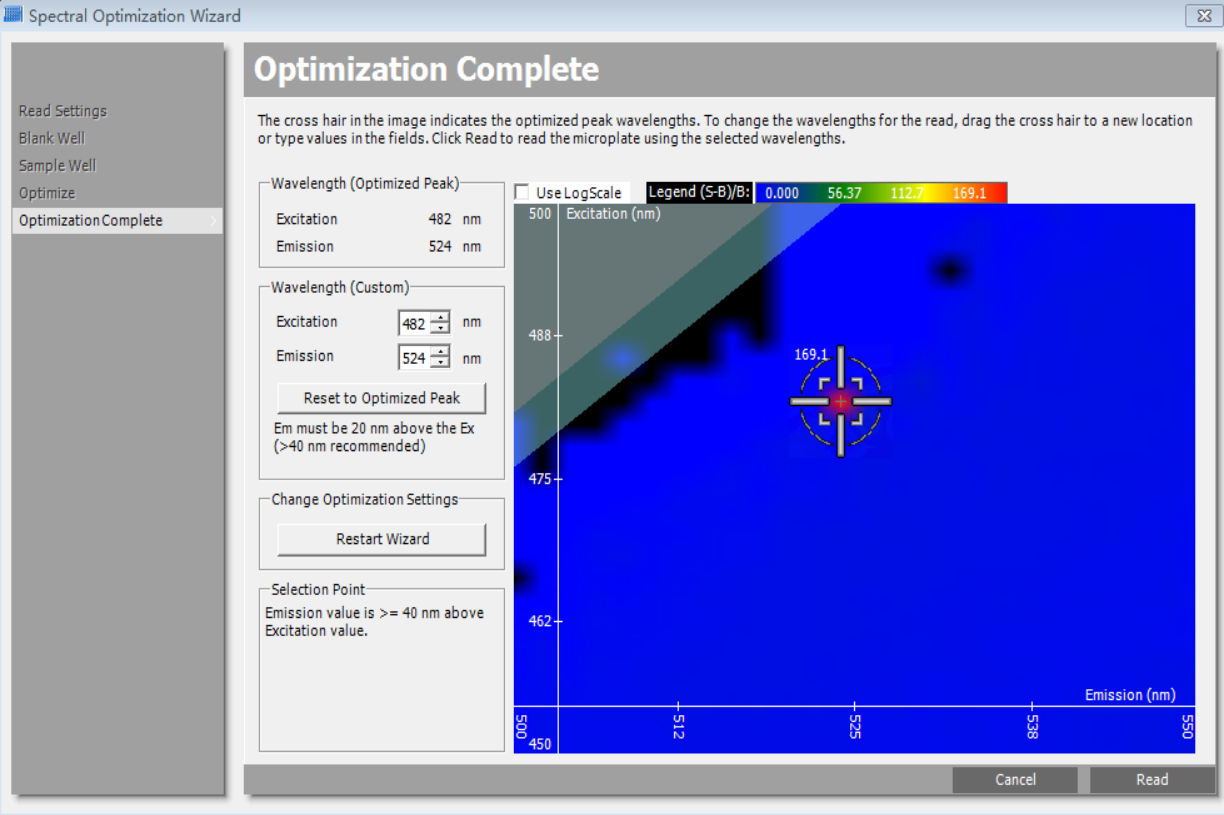 Spectral Optimization Wizard
Read Settings
Blank Well
Sample Well
Optimize
Optimization Complete
Optimization Complete
The cross hair in the image indicates the optimized peak wavelengths. To change the wavelengths for the read, drag the cross hair to a new location
or type values in the fields. Click Read to read the microplate using the selected wavelengths.
Wavelength (Optimized Peak)
Excitation 482 nm
Emission 524 nm
Wavelength (Custom)
Excitation 482 nm
Emission 524 nm
Reset to Optimized Peak
Em must be 20 nm above the Ex
(>40 nm recommended)
Change Optimization Settings
Restart Wizard
Selection Point
Emission value is >= 40 nm above
Excitation value.
Use LogScale Legend (S-B)/B: 0.000 56.37 112.7 169.1
500 Excitation (nm)
488
169.1
475
462
Emission (nm)
500 512 525 538 550
450
Cancel Read